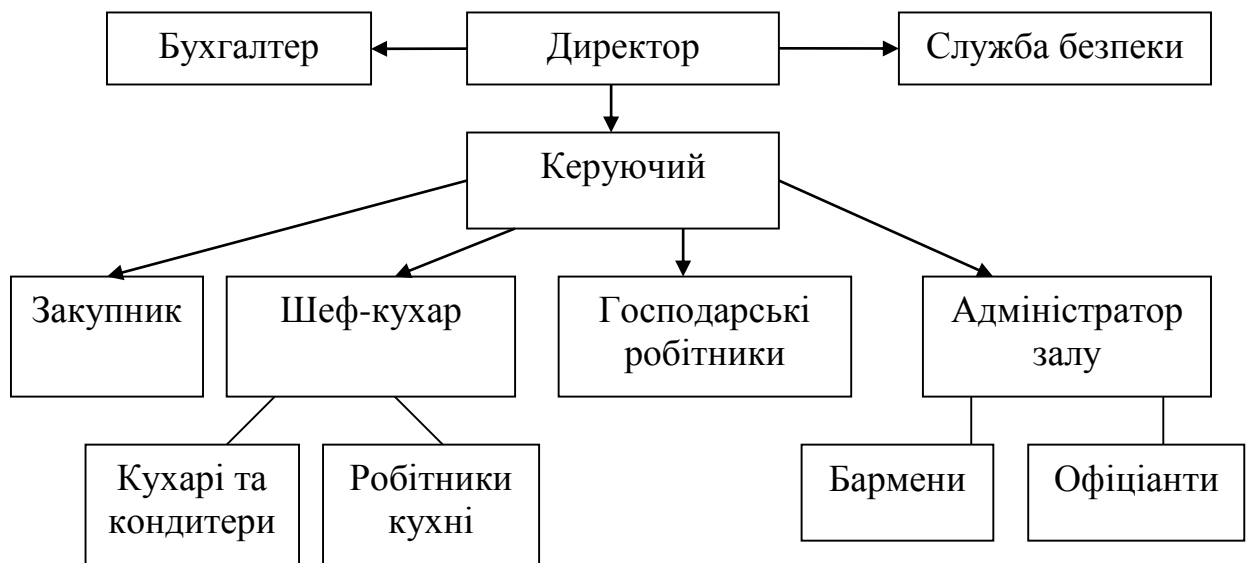 Бухгалтер
Директор
Служба безпеки
Керуючий
Закупник
Шеф-кухар
Господарські
робітники
Адміністратор
залу
Кухарі та
кондитери
Робітники
кухні
Бармени
Офіціанти